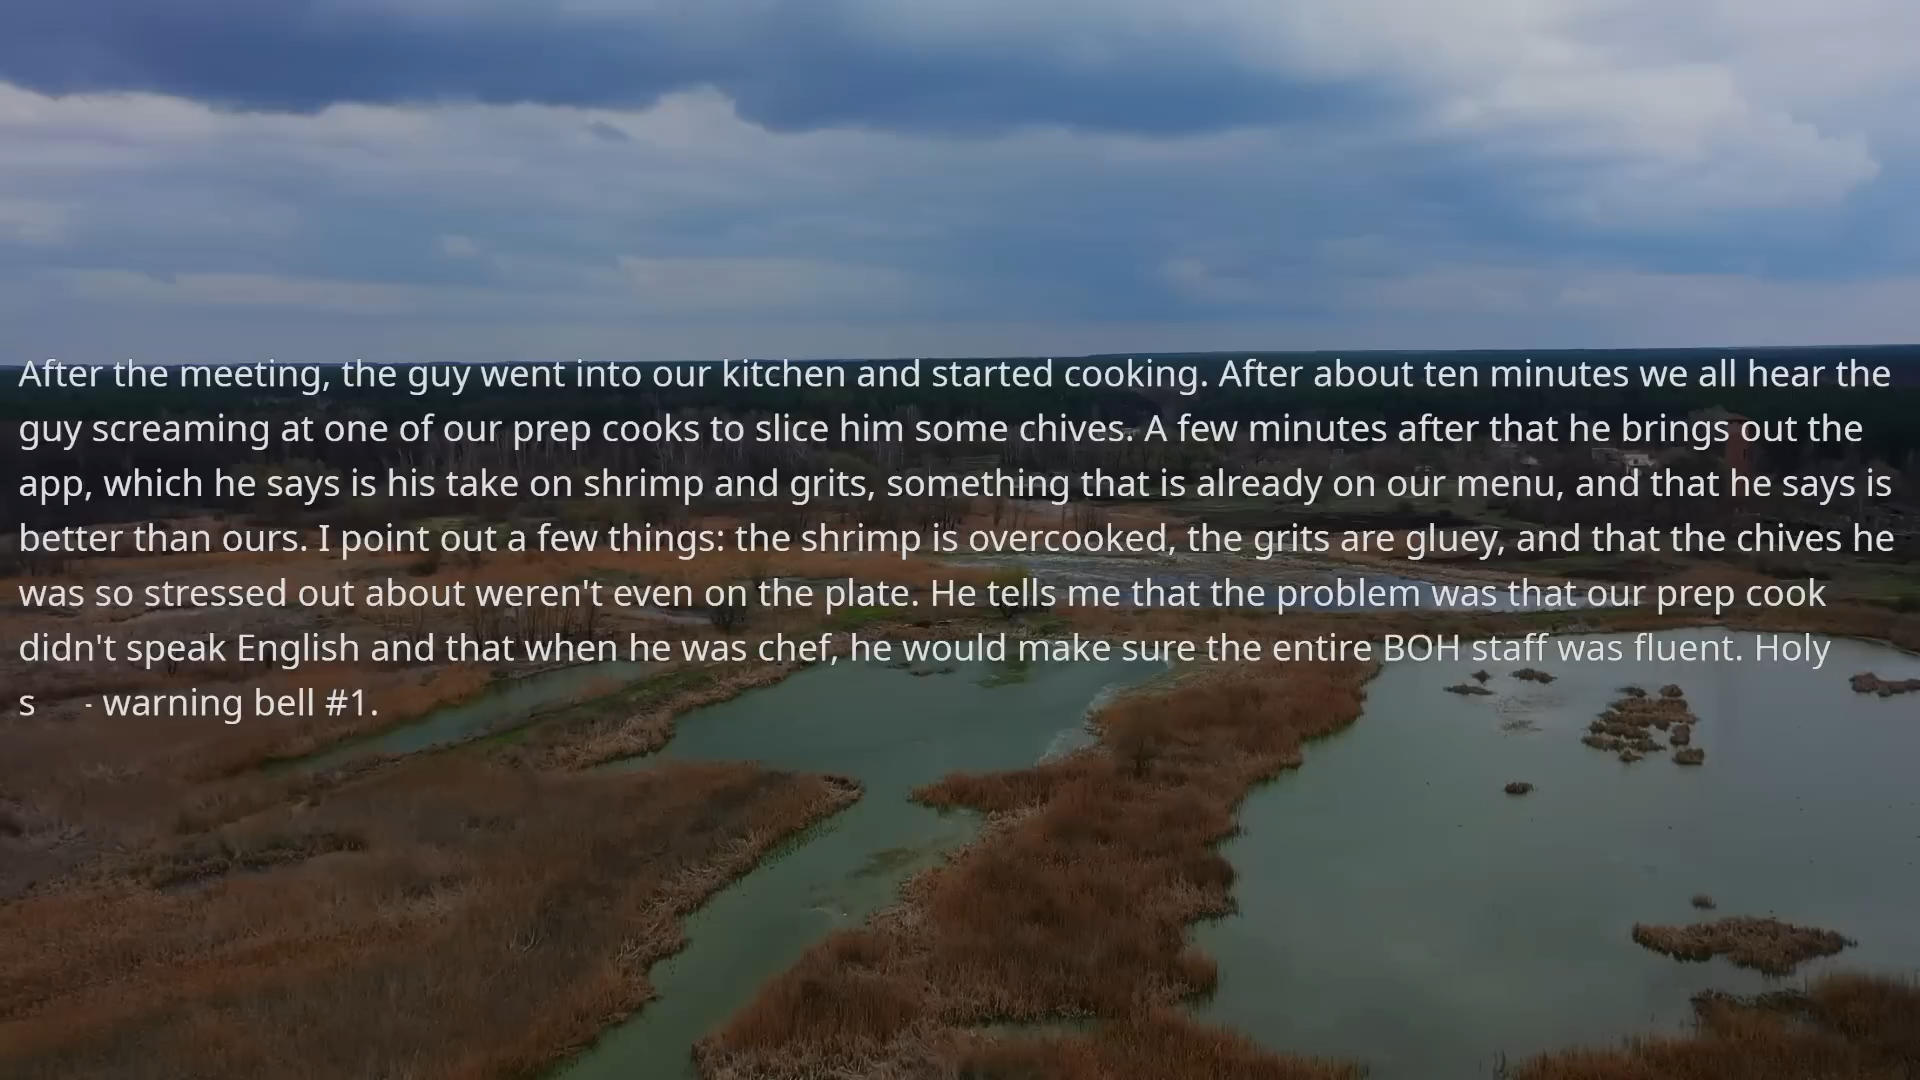 After the meeting, the guy went into our kitchen and started cooking. After about ten minutes we all hear the
guy screaming at one of our prep cooks to slice him some chives. A few minutes after that he brings out the
app, which he says is his take on shrimp and grits, something that is already on our menu, and that he says is
better than ours. I point out a few things: the shrimp is overcooked, the grits are gluey, and that the chives he
was so stressed out about weren't even on the plate. He tells me that the problem was that our prep cook
didn't speak English and that when he was chef, he would make sure the entire BOH staff was fluent. Holy
s - warning bell #1.